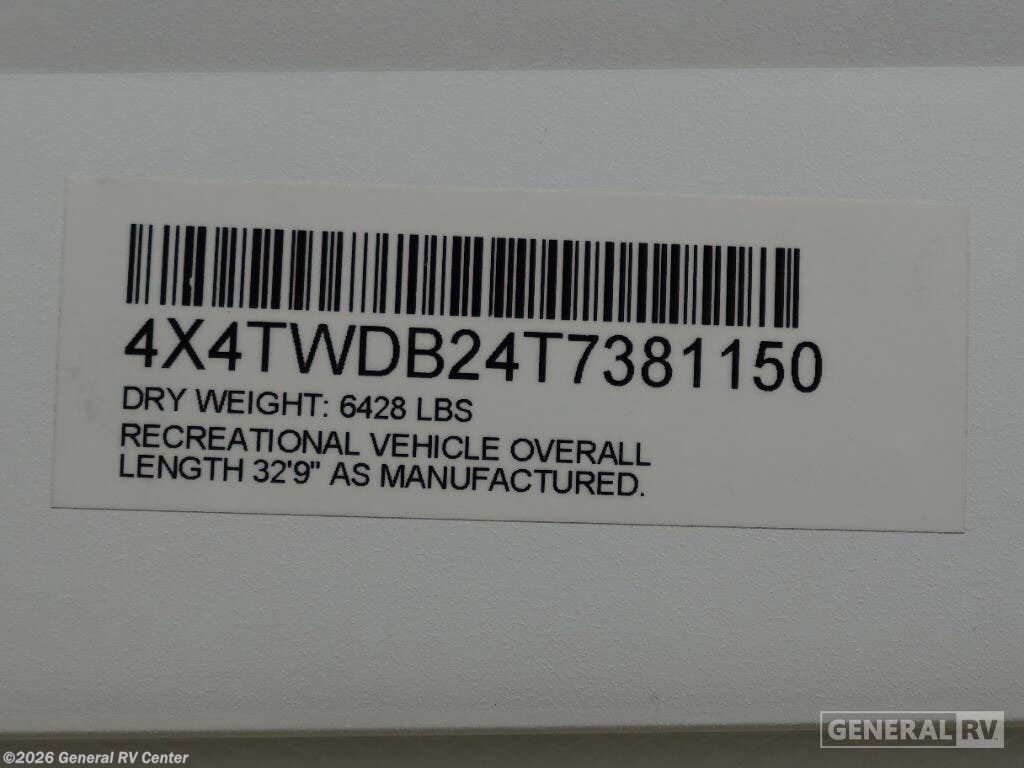 4X4TWDB24T7381150
DRY WEIGHT: 6428 LBS
RECREATIONAL VEHICLE OVERALL
LENGTH 32'9" AS MANUFACTURED.
GENERAL RV
©2026 General RV Center